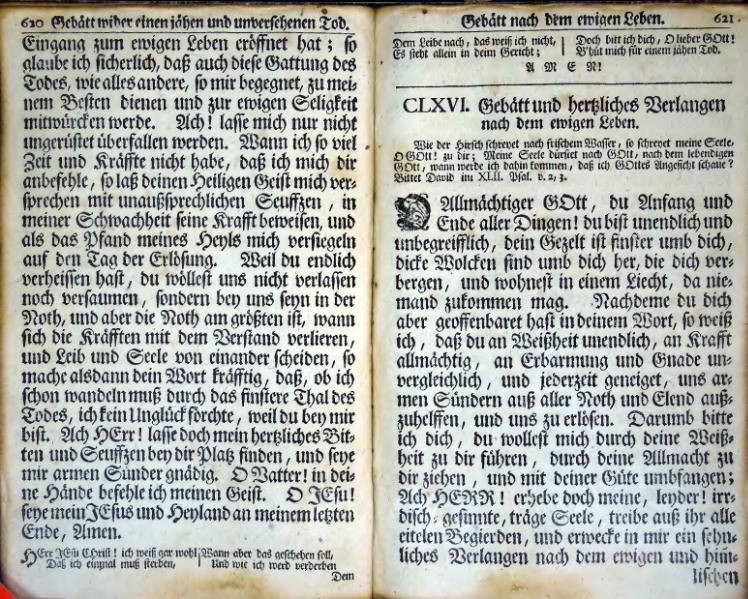 620 Gebått wider einen jåhen und unversehenen Tod.
Eingang zum ewigen Leben eröffnet hat; so
glaube ich sicherlich, daß auch diese Gattung des
Todes, wie alles andere, so mir begegnet, zu mei-
nem Besten dienen und zur ewigen Seligkeit
mitwürcken werde. Ach! lasse mich nur nicht
ungerüstet überfallen werden. Wann ich so viel
Zeit und Kråffte nicht habe, daß ich mich dir
anbefehle, so laß deinen Heiligen Geist mich ver-
sprechen mit unaußsprechlichen Seuffzen, in
meiner Schwachheit seine Krafft beweisen, und
als das Pfand meines Heyls mich versiegeln
auf den Tag der Erlösung. Weil du endlich
verheissen hast, du wöllest uns nicht verlassen
noch versaumen, sondern bey uns seyn in der
Noth, und aber die Noth am größten ist, wann
sich die Kråfften mit dem Verstand verlieren,
und Leib und Seele von einander scheiden, so
mache alsdann dein Wort kråfftig, daß, ob ich
schon wandeln muß durch das finstere Thal des
Todes, ich kein Unglück förchte, weil du bey mir
bist. Ach HErr! lasse doch mein hertzliches Bit-
ten und Seuffzen bey dir Platz finden, und seye
mir armen Sünder gnådig. O Vatter! in dei-
ne Hånde befehle ich meinen Geist. O JEsu!
seye mein JEsus und Heyland an meinem letzten
Ende, Amen.
HErr JEsu CHrist! ich weiß gar wohl
Daß ich einmal muß sterben,
Wann aber das geschehen soll,
Und wie ich werd verderben
Dem
Gebått nach dem ewigen Leben. 621
Dem Leibe nach, das weiß ich nicht,
Es steht allein in deim Gericht;
Doch bitt ich dich, O lieber GOtt!
B'hüt mich für einem jåhen Tod.
A M E N!
CLXVI. Gebått und hertzliches Verlangen
nach dem ewigen Leben.
Wie der Hirsch schreyet nach frischem Wasser, so schreyet meine Seele,
O GOtt! zu dir; Meine Seele dürstet nach GOtt, nach dem lebendigen
GOtt, wann werde ich dahin kommen, daß ich GOttes Angesicht schaue?
Bittet David im XLII. Psal. v. 2, 3.
O Allmåchtiger GOtt, du Anfang und
Ende aller Dingen! du bist unendlich und
unbegreifflich, dein Gezelt ist finster umb dich,
dicke Wolcken sind umb dich her, die dich ver-
bergen, und wohnest in einem Liecht, da nie-
mand zukommen mag. Nachdeme du dich
aber geoffenbaret hast in deinem Wort, so weiß
ich, daß du an Weißheit unendlich, an Krafft
allmåchtig, an Erbarmung und Gnade un-
vergleichlich, und jederzeit geneiget, uns ar-
men Sündern auß aller Noth und Elend auß-
zuhelffen, und uns zu erlösen. Darumb bitte
ich dich, du wollest mich durch deine Weiß-
heit zu dir führen, durch deine Allmacht zu
dir ziehen, und mit deiner Güte umbfangen;
Ach HERR! erhebe doch meine, leyder! irr-
disch-gesinnte, tråge Seele, treibe auß ihr alle
eitelen Begierden, und erwecke in mir ein sehn-
liches Verlangen nach dem ewigen und him̃-
lischen